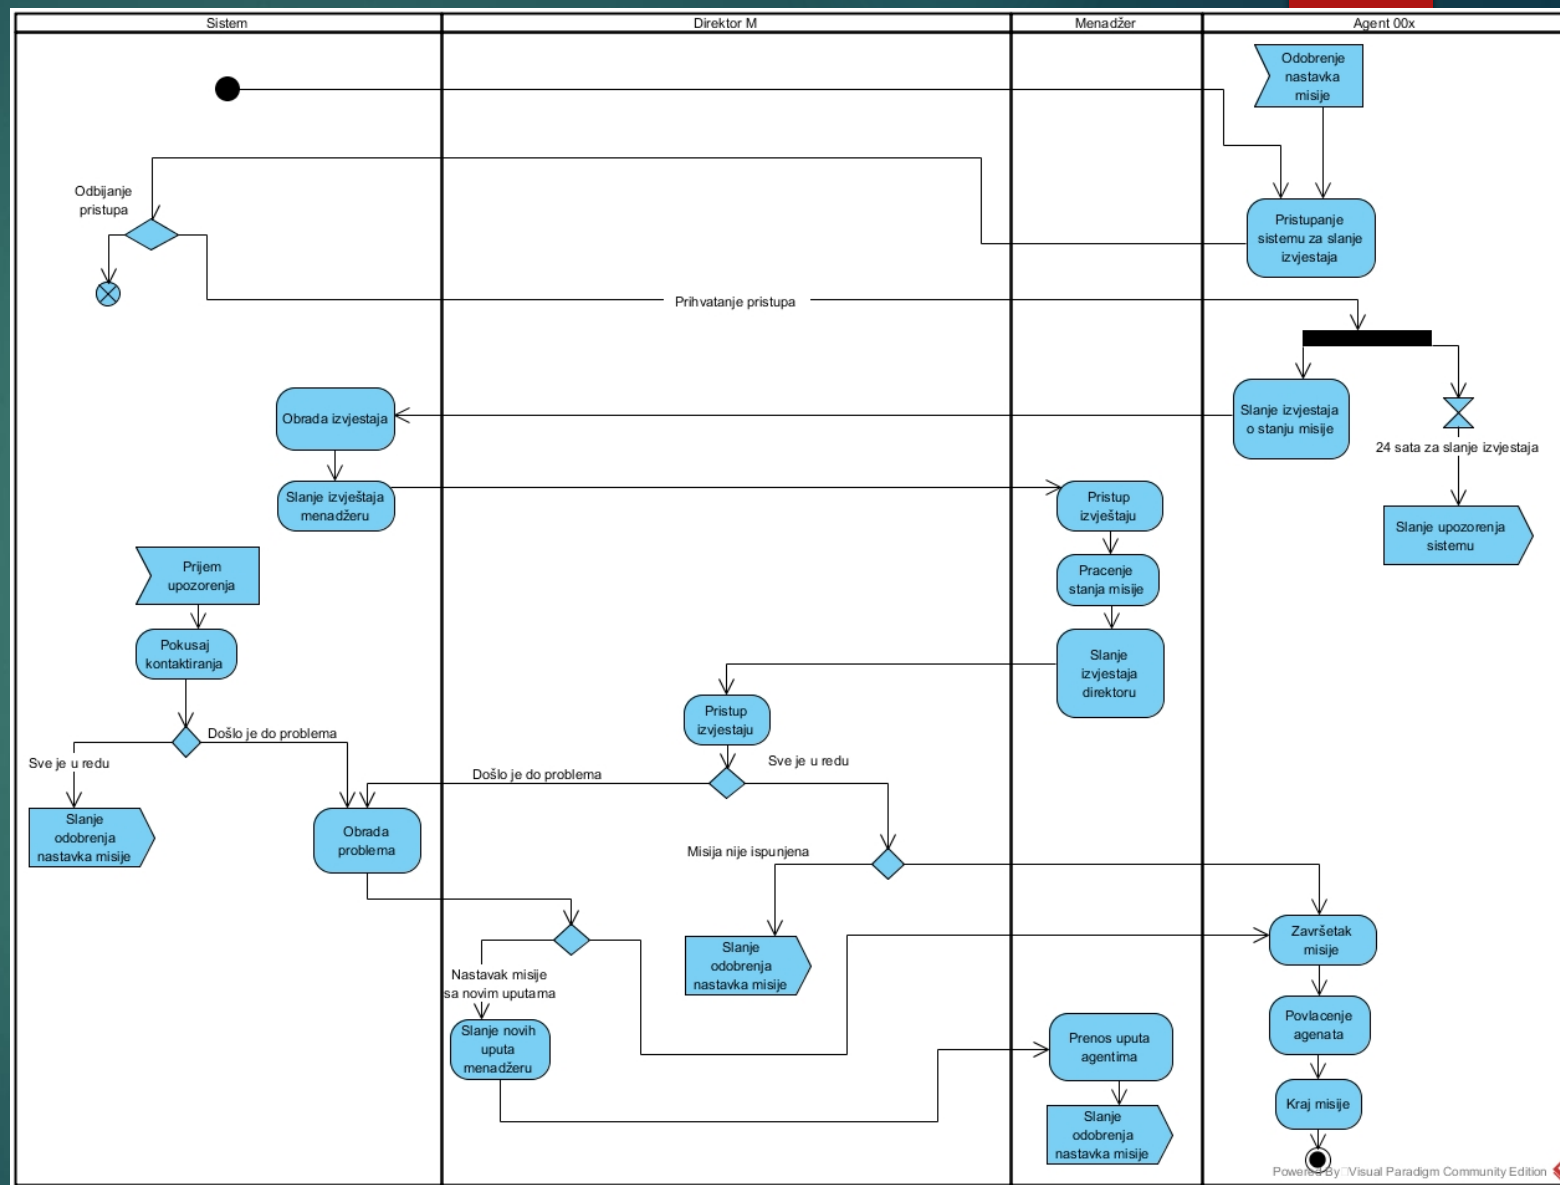 Sistem
Direktor M
Menadžer
Agent 00x
Odobrenje
nastavka
misije
Odbijanje
pristupa
Pristupanje
sistemu za slanje
izvjestaja
Prihvatanje pristupa
Obrada izvjestaja
Slanje izvjestaja
o stanju misije
24 sata za slanje izvjestaja
Slanje izvještaja
menadžeru
Pristup
izvještaju
Slanje upozorenja
sistemu
Prijem
upozorenja
Pracenje
stanja misije
Pokusaj
kontaktiranja
Slanje
izvjestaja
direktoru
Pristup
izvjestaju
Došlo je do problema
Sve je u redu
Došlo je do problema
Sve je u redu
Slanje
odobrenja
nastavka misije
Obrada
problema
Misija nije ispunjena
Slanje
odobrenja
nastavka misije
Završetak
misije
Nastavak misije
sa novim uputama
Slanje novih
uputa
menadžeru
Prenos uputa
agentima
Povlacenje
agenata
Slanje
odobrenja
nastavka misije
Kraj misije
Powered By Visual Paradigm Community Edition